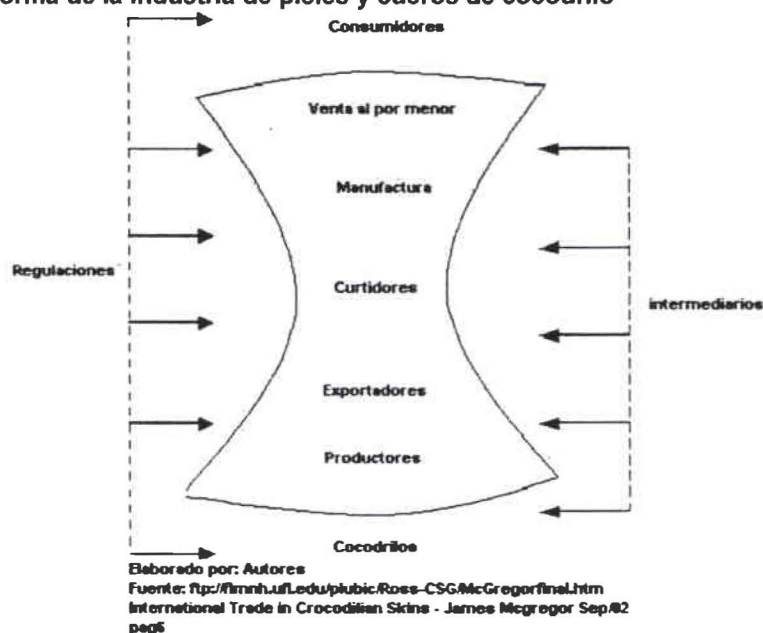 orma de la industria de pieles y cueros de cocodrilo
Consumidores
Venta al por menor
Manufactura
Regulaciones
Curtidores
intermediarios
Exportadores
Productores
Cocodrilos
Elaborado por: Autores
Fuente: ftp://flmnh.ufl.edu/plubic/Ross-CSG/McGregorfinal.htm
International Trade in Crocodilian Skins - James Mcgregor Sep/02
pag6